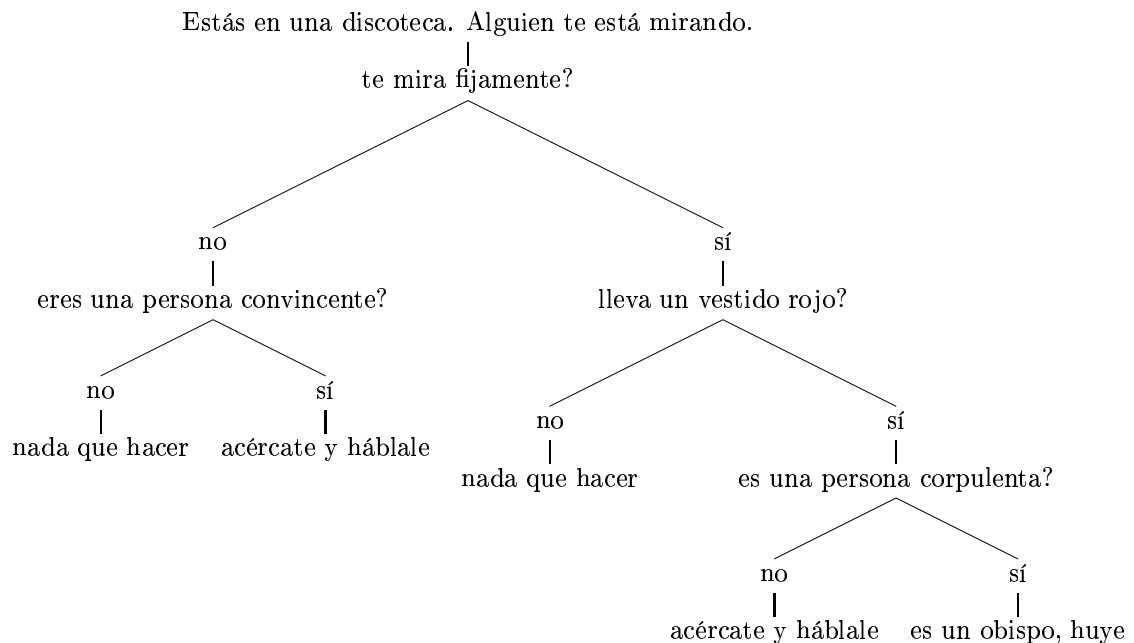 Estás en una discoteca. Alguien te está mirando.
te mira fijamente?
no sí
eres una persona convincente? lleva un vestido rojo?
no sí
no sí
nada que hacer acércate y háblale
nada que hacer es una persona corpulenta?
no sí
acércate y háblale es un obispo, huye